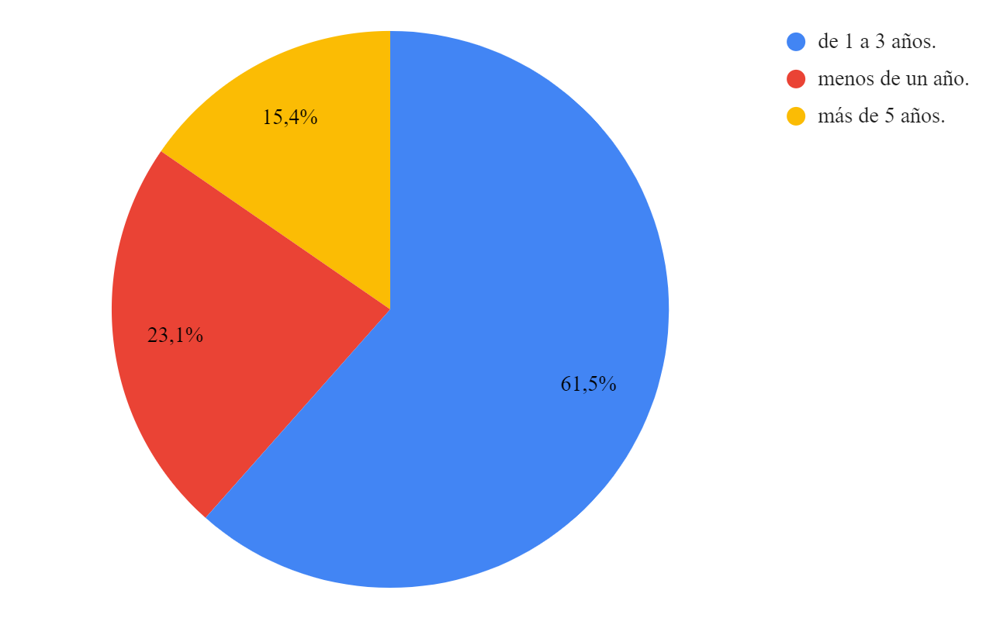 de 1 a 3 años.
menos de un año.
más de 5 años.
15,4%
23,1%
61,5%